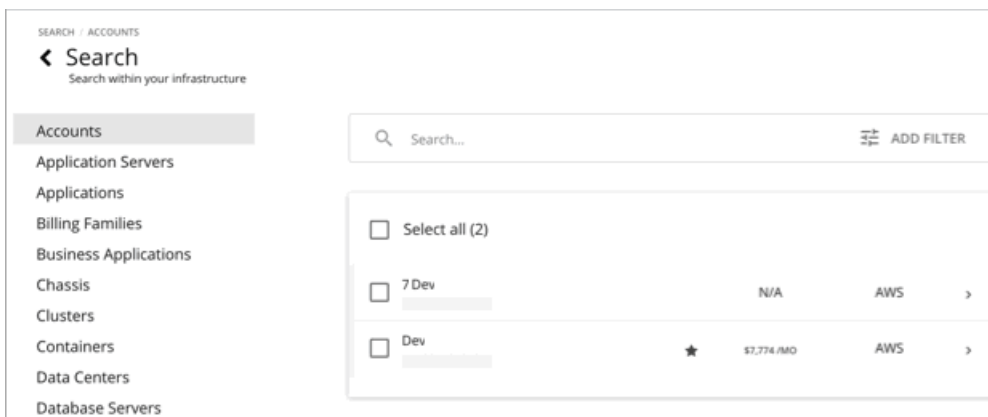 SEARCH / ACCOUNTS
Search
Search within your infrastructure
Accounts
Application Servers
Applications
Billing Families
Business Applications
Chassis
Clusters
Containers
Data Centers
Database Servers
Search...
ADD FILTER
Select all (2)
7 Dev
N/A AWS
Dev
$7,774 /MO AWS